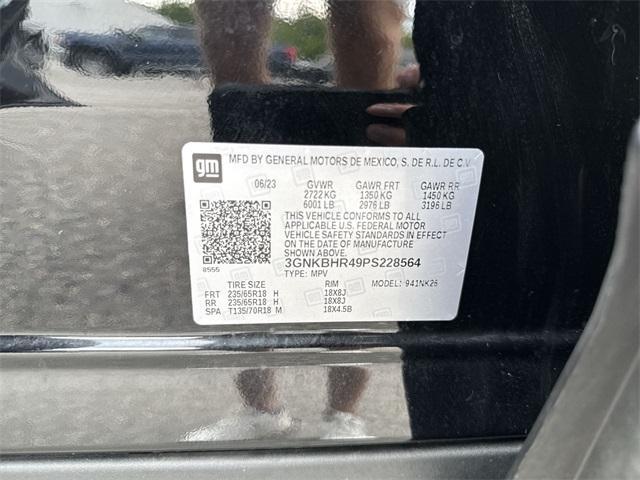 gm MFD BY GENERAL MOTORS DE MEXICO, S. DE R.L. DE C.V.
06/23 GVWR GAWR FRT GAWR RR
2722 KG 1350 KG 1450 KG
6001 LB 2976 LB 3196 LB
THIS VEHICLE CONFORMS TO ALL
APPLICABLE U.S. FEDERAL MOTOR
VEHICLE SAFETY STANDARDS IN EFFECT
ON THE DATE OF MANUFACTURE SHOWN ABOVE.
3GNKBHR49PS228564
8555 TYPE: MPV
TIRE SIZE RIM MODEL: 941NK26
FRT 235/65R18 H 18X8J
RR 235/65R18 H 18X8J
SPA T135/70R18 M 18X4.5B